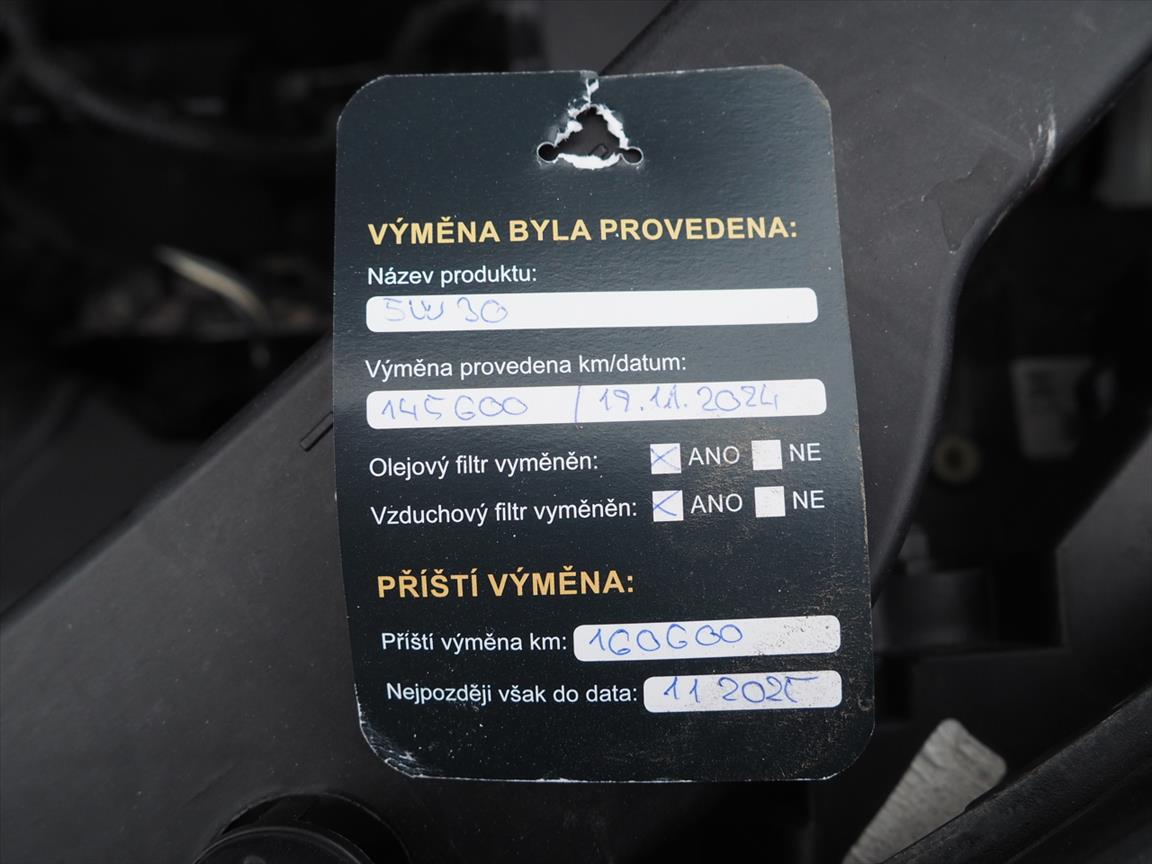 VÝMĚNA BYLA PROVEDENA:
Název produktu:
5W30
Výměna provedena km/datum:
145600 / 19.11.2024
Olejový filtr vyměněn: ANO NE
Vzduchový filtr vyměněn: ANO NE
PŘÍŠTÍ VÝMĚNA:
Příští výměna km: 160600
Nejpozději však do data: 11 2025